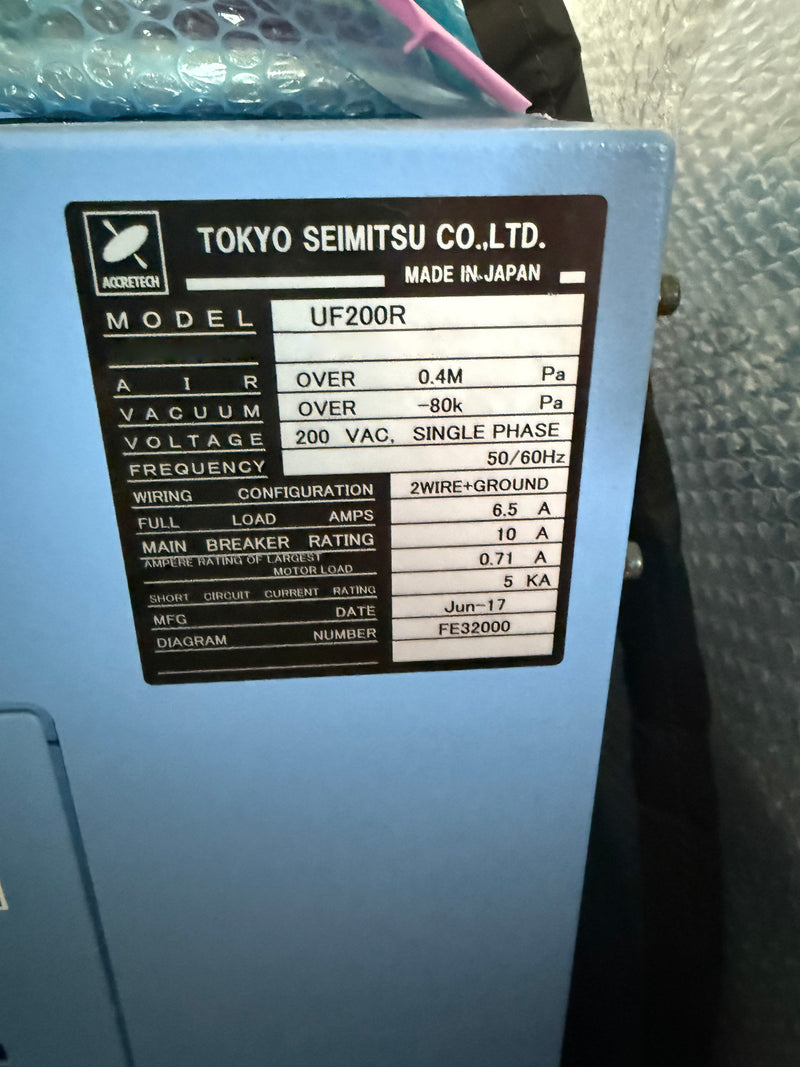 ACCRETECH
TOKYO SEIMITSU CO.,LTD.
MADE IN JAPAN
MODEL UF200R
AIR OVER 0.4M Pa
VACUUM OVER -80k Pa
VOLTAGE 200 VAC, SINGLE PHASE
FREQUENCY 50/60Hz
WIRING CONFIGURATION 2WIRE+GROUND
FULL LOAD AMPS 6.5 A
MAIN BREAKER RATING 10 A
AMPERE RATING OF LARGEST
MOTOR LOAD 0.71 A
SHORT CIRCUIT CURRENT RATING 5 KA
MFG DATE Jun-17
DIAGRAM NUMBER FE32000